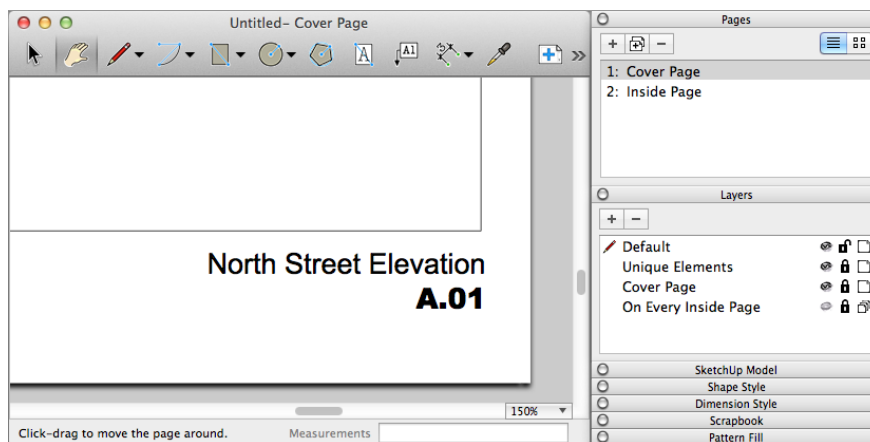 Untitled- Cover Page
A
A1
North Street Elevation
A.01
150%
Click-drag to move the page around.
Measurements
Pages
1: Cover Page
2: Inside Page
Layers
Default
Unique Elements
Cover Page
On Every Inside Page
SketchUp Model
Shape Style
Dimension Style
Scrapbook
Pattern Fill